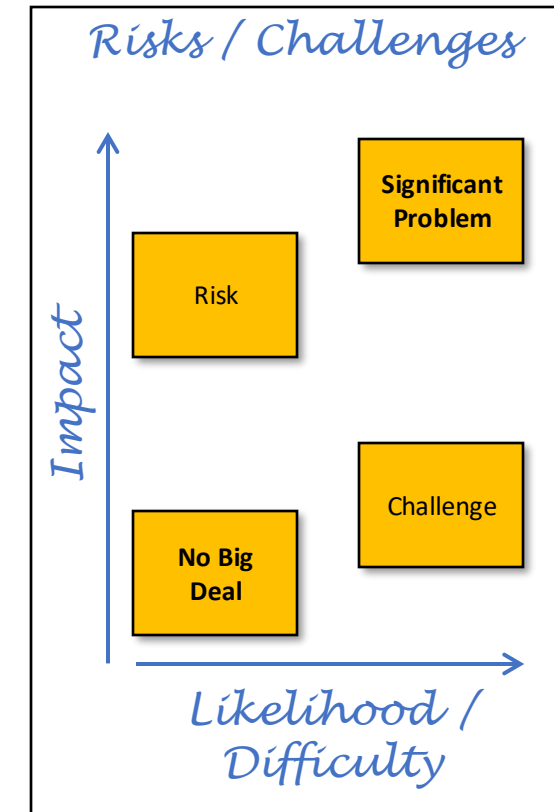 Risks / Challenges
Significant
Problem
Risk
Impact
Challenge
No Big
Deal
Likelihood /
Difficulty